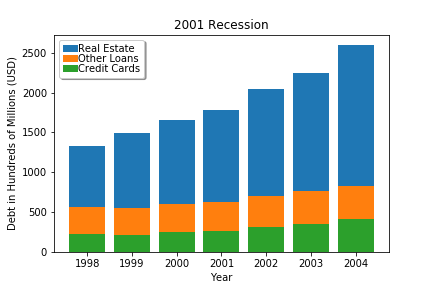 2001 Recession
Real Estate
Other Loans
Credit Cards
Debt in Hundreds of Millions (USD)
2500
2000
1500
1000
500
0
1998 1999 2000 2001 2002 2003 2004
Year